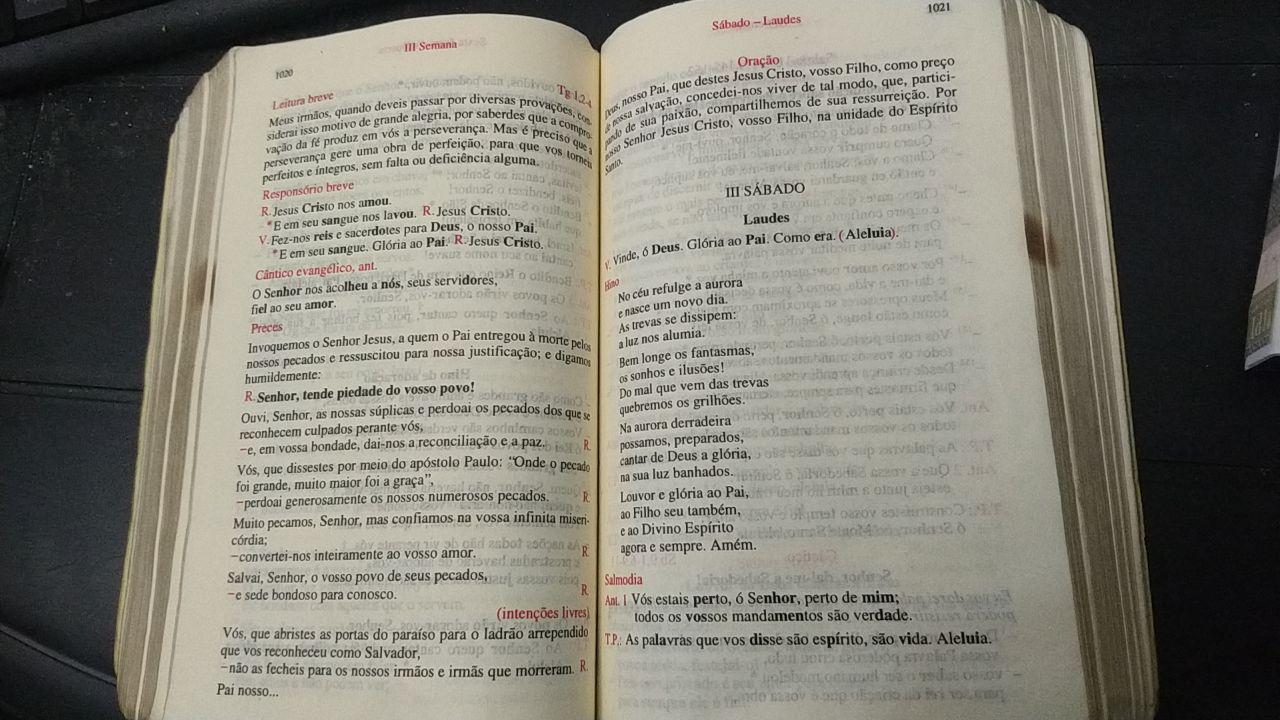 1020
III Semana
Leitura breve
Tg 1,2-4
Meus irmãos, quando deveis passar por diversas provações, con-
siderai isso motivo de grande alegria, por saberdes que a compro-
vação da fé produz em vós a perseverança. Mas é preciso que a
perseverança gere uma obra de perfeição, para que vos torneis
perfeitos e íntegros, sem falta ou deficiência alguma.
Responsório breve
R. Jesus Cristo nos amou.
*E em seu sangue nos lavou. R. Jesus Cristo.
V. Fez-nos reis e sacerdotes para Deus, o nosso Pai.
*E em seu sangue. Glória ao Pai. R. Jesus Cristo.
Cântico evangélico, ant.
O Senhor nos acolheu a nós, seus servidores,
fiel ao seu amor.
Preces
Invoquemos o Senhor Jesus, a quem o Pai entregou à morte pelos
nossos pecados e ressuscitou para nossa justificação; e digamos
humildemente:
R. Senhor, tende piedade do vosso povo!
Ouvi, Senhor, as nossas súplicas e perdoai os pecados dos que se
reconhecem culpados perante vós,
–e, em vossa bondade, dai-nos a reconciliação e a paz. R.
Vós, que dissestes por meio do apóstolo Paulo: “Onde o pecado
foi grande, muito maior foi a graça”,
–perdoai generosamente os nossos numerosos pecados. R.
Muito pecamos, Senhor, mas confiamos na vossa infinita miseri-
córdia;
–convertei-nos inteiramente ao vosso amor. R.
Salvai, Senhor, o vosso povo de seus pecados,
–e sede bondoso para conosco. R.
(intenções livres)
Vós, que abristes as portas do paraíso para o ladrão arrependido
que vos reconheceu como Salvador,
–não as fecheis para os nossos irmãos e irmãs que morreram. R.
Pai nosso...
Sábado – Laudes
1021
Oração
Deus, nosso Pai, que destes Jesus Cristo, vosso Filho, como preço
de nossa salvação, concedei-nos viver de tal modo, que, partici-
pando de sua paixão, compartilhemos de sua ressurreição. Por
nosso Senhor Jesus Cristo, vosso Filho, na unidade do Espírito
Santo.
III SÁBADO
Laudes
V. Vinde, ó Deus. Glória ao Pai. Como era. (Aleluia).
Hino
No céu refulge a aurora
e nasce um novo dia.
As trevas se dissipem:
a luz nos alumia.
Bem longe os fantasmas,
os sonhos e ilusões!
Do mal que vem das trevas
quebremos os grilhões.
Na aurora derradeira
possamos, preparados,
cantar de Deus a glória,
na sua luz banhados.
Louvor e glória ao Pai,
ao Filho seu também,
e ao Divino Espírito
agora e sempre. Amém.
Salmodia
Ant. 1 Vós estais perto, ó Senhor, perto de mim;
todos os vossos mandamentos são verdade.
T.P.: As palavras que vos disse são espírito, são vida. Aleluia.